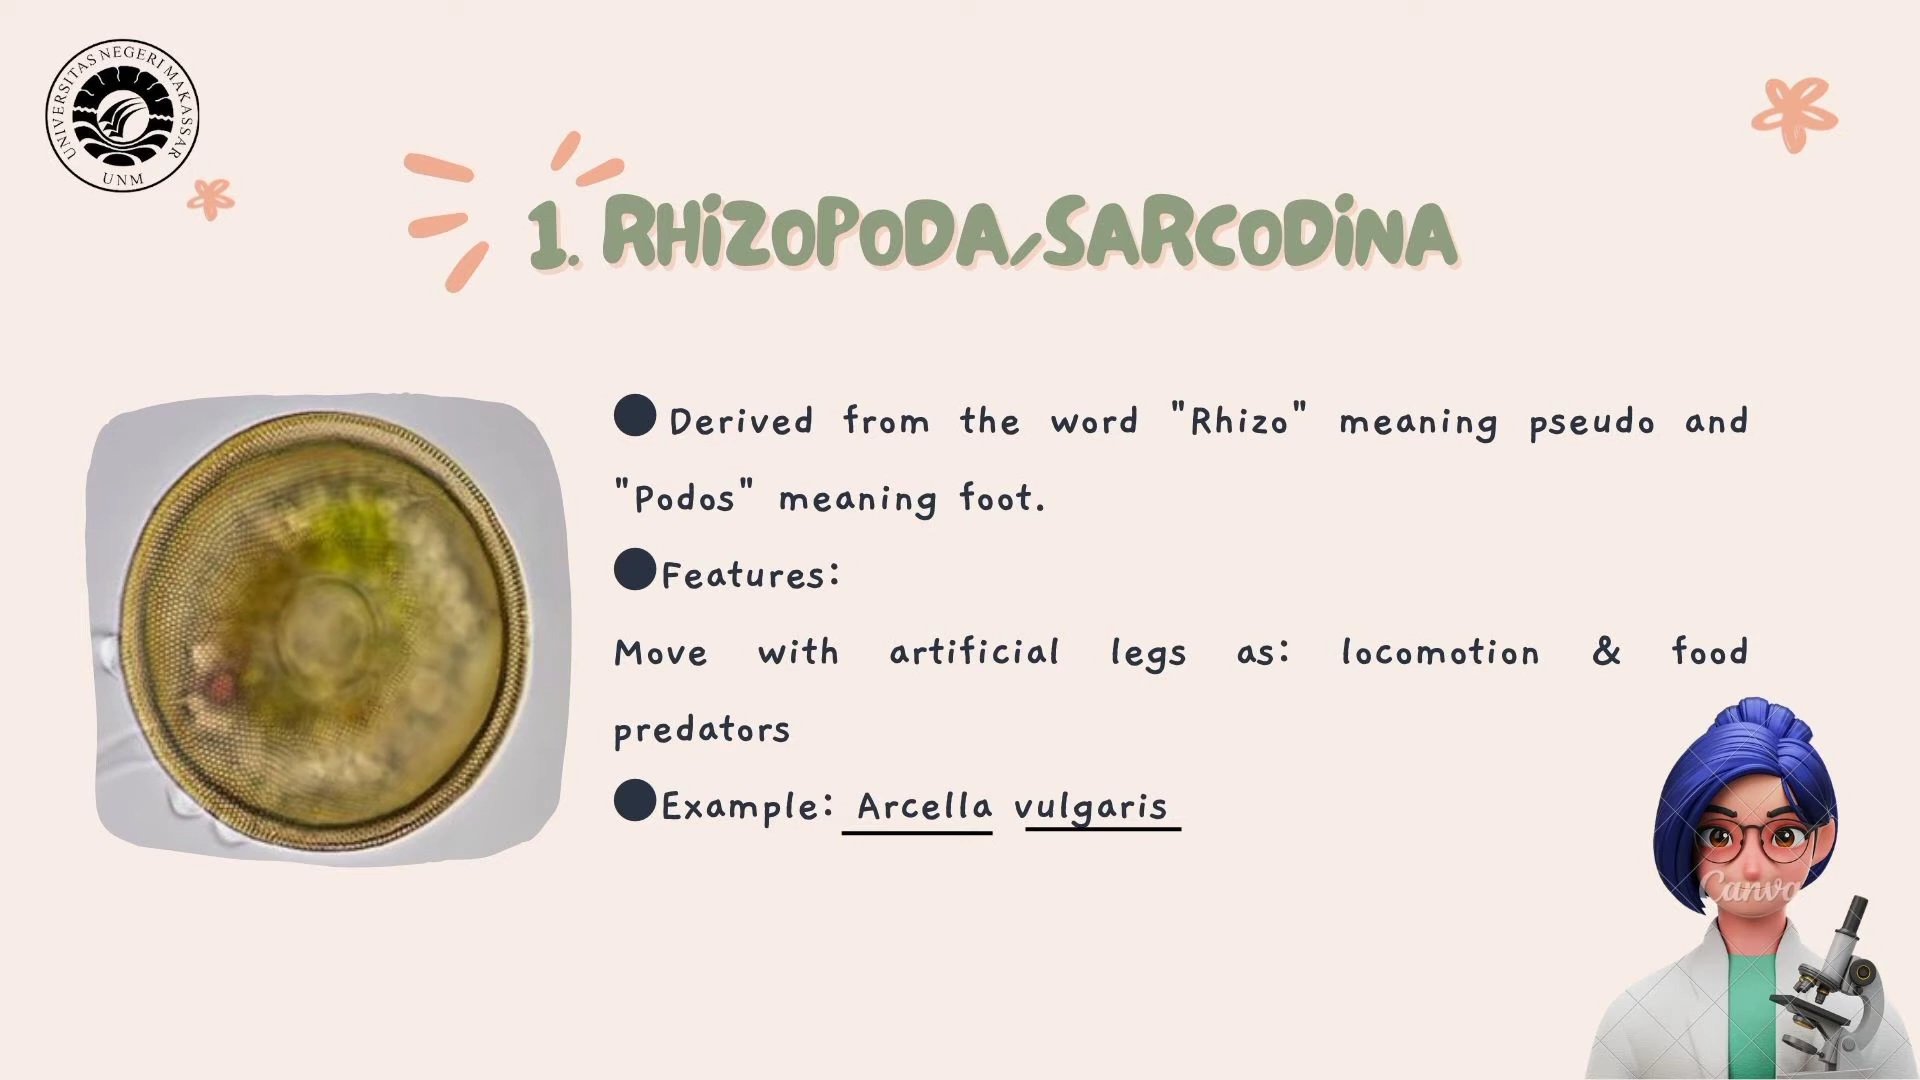 UNIVERSITAS NEGERI MAKASSAR
UNM
1. RHIZOPODA/SARCODINA
● Derived from the word "Rhizo" meaning pseudo and
"Podos" meaning foot.
●Features:
Move with artificial legs as: locomotion & food
predators
●Example: Arcella vulgaris
Canva